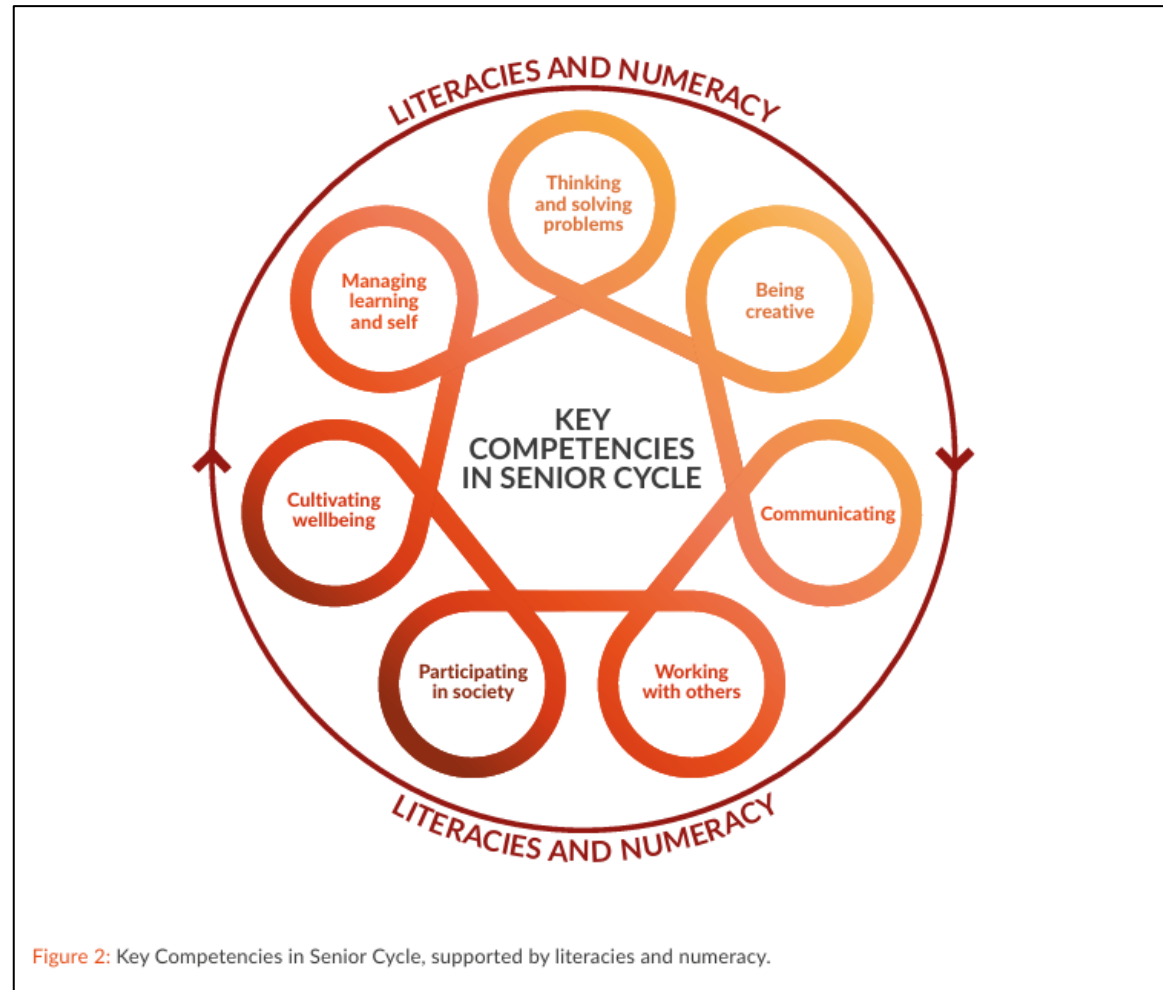 LITERACIES AND NUMERACY
Thinking
and solving
problems
Being
creative
Communicating
Working
with others
Participating
in society
Cultivating
wellbeing
Managing
learning
and self
KEY
COMPETENCIES
IN SENIOR CYCLE
LITERACIES AND NUMERACY
Figure 2: Key Competencies in Senior Cycle, supported by literacies and numeracy.